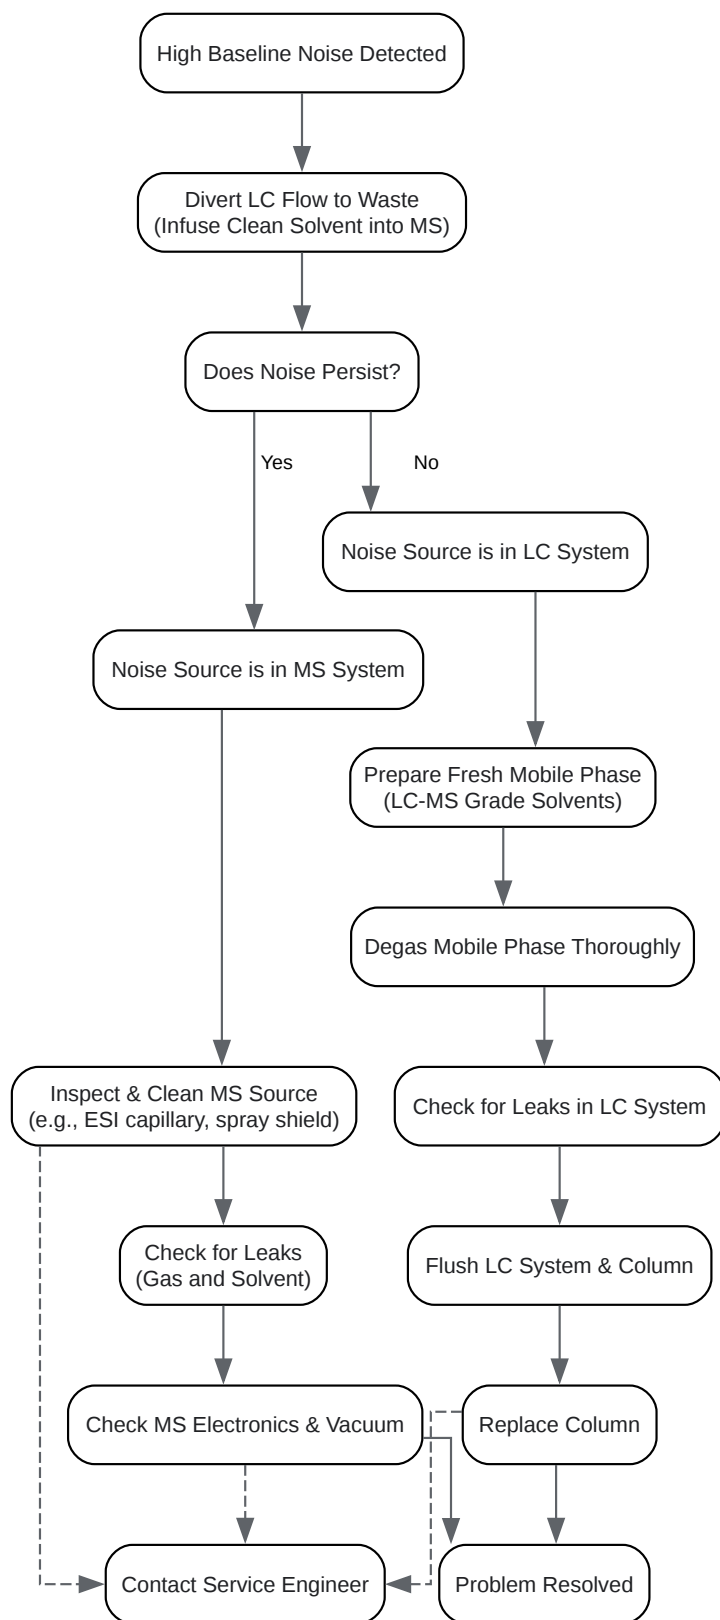 High Baseline Noise Detected
Divert LC Flow to Waste
(Infuse Clean Solvent into MS)
Does Noise Persist?
Yes
No
Noise Source is in LC System
Noise Source is in MS System
Prepare Fresh Mobile Phase
(LC-MS Grade Solvents)
Degas Mobile Phase Thoroughly
Inspect & Clean MS Source
(e.g., ESI capillary, spray shield)
Check for Leaks in LC System
Check for Leaks
(Gas and Solvent)
Flush LC System & Column
Check MS Electronics & Vacuum
Replace Column
Contact Service Engineer
Problem Resolved